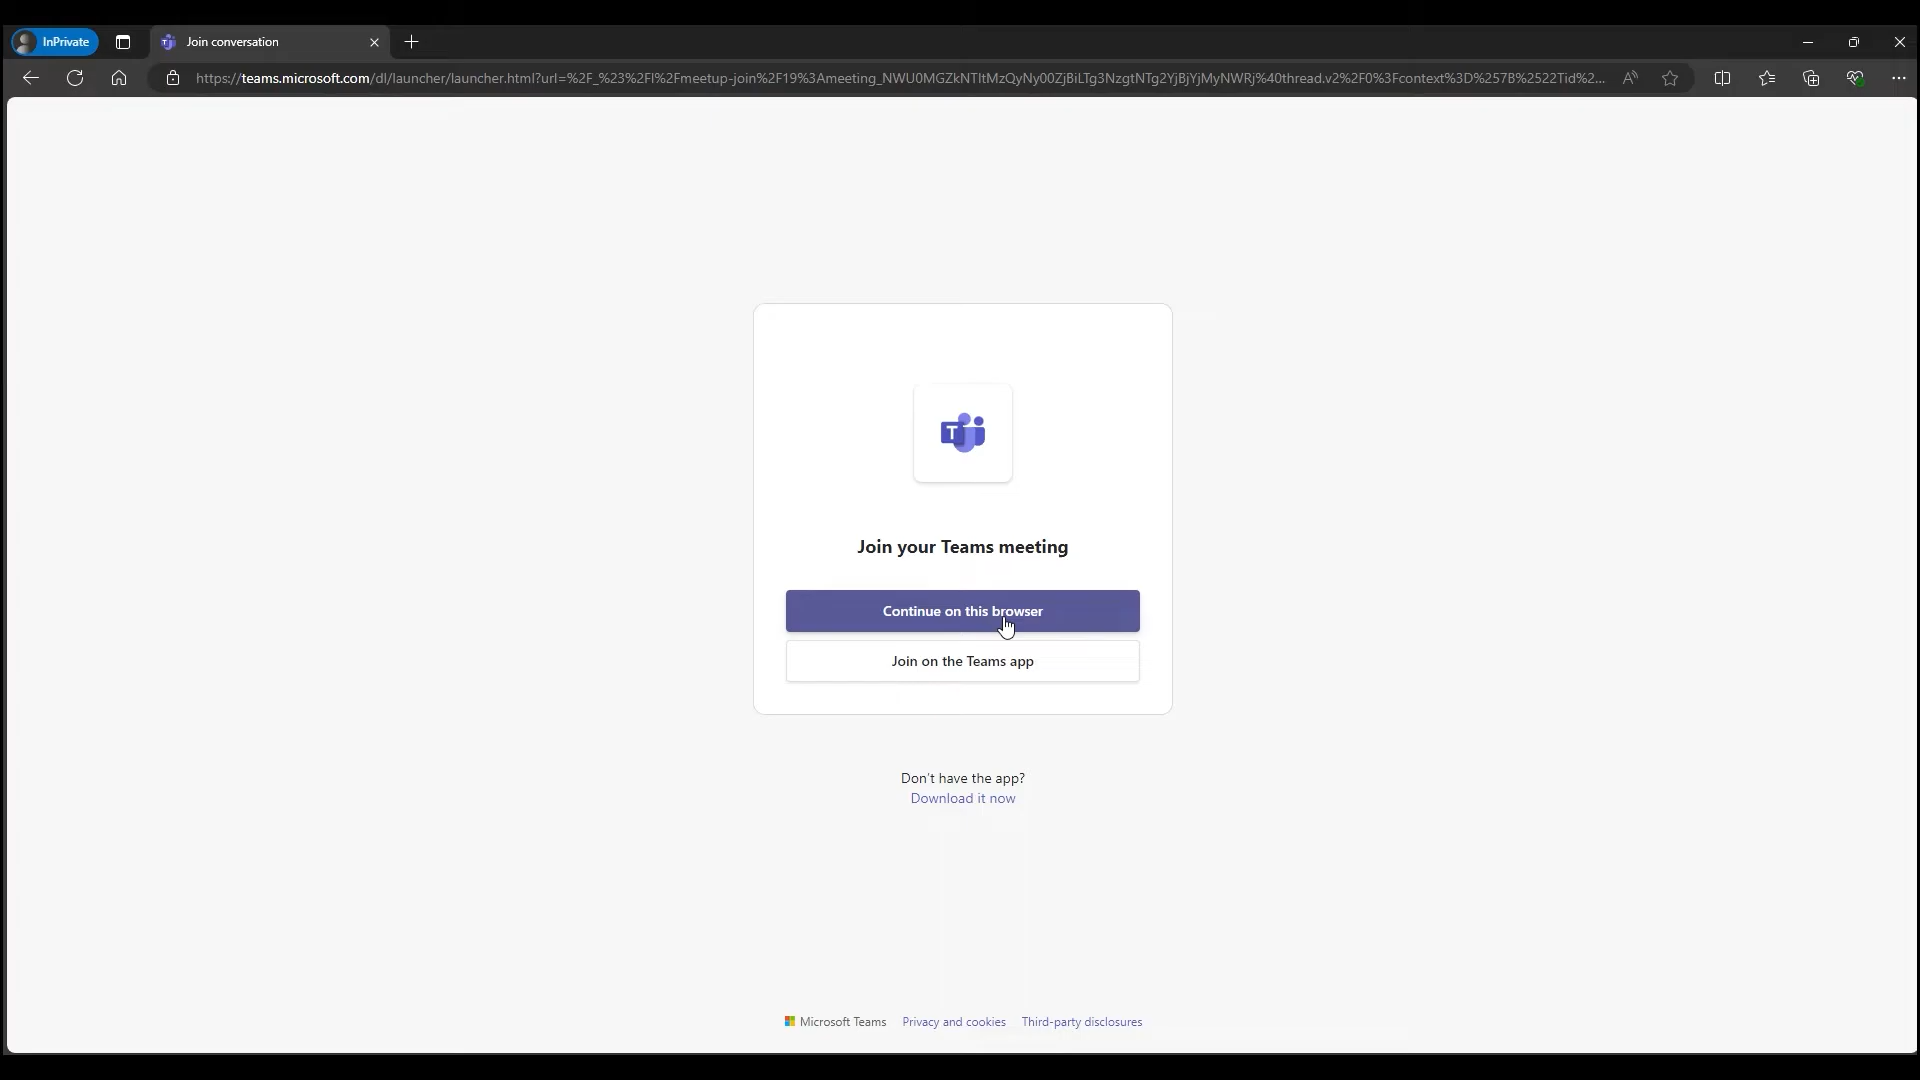 InPrivate
Join conversation
https://teams.microsoft.com/dl/launcher/launcher.html?url=%2F_%23%2Fl%2Fmeetup-join%2F19%3Ameeting_NWU0MGZkNTItMzQyNy00ZjBiLTg3NzgtNTg2YjBjYjMyNWRj%40thread.v2%2F0%3Fcontext%3D%257B%2522Tid%2...
T
Join your Teams meeting
Continue on this browser
Join on the Teams app
Don't have the app?
Download it now
Microsoft Teams Privacy and cookies Third-party disclosures